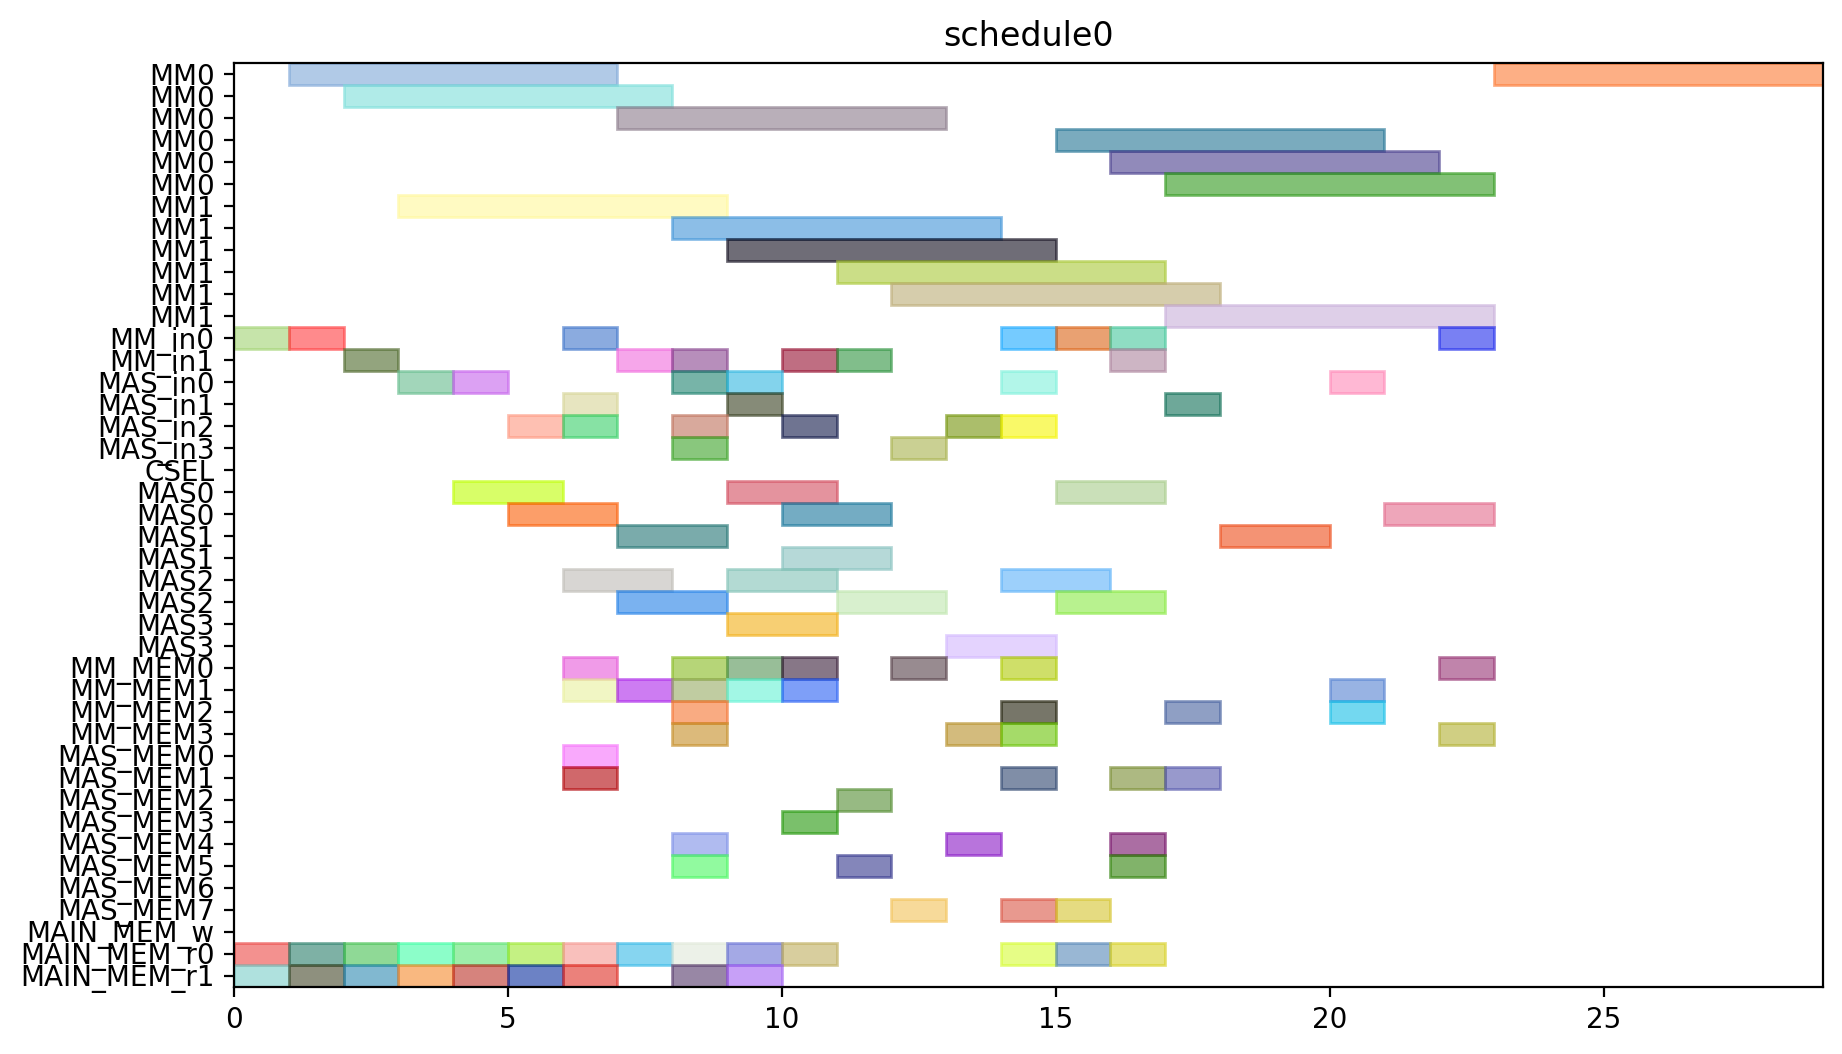 schedule0
MM0
MM0
MM0
MM0
MM0
MM0
MM1
MM1
MM1
MM1
MM1
MM1
MM_in0
MM_in1
MAS_in0
MAS_in1
MAS_in2
MAS_in3
CSEL
MAS0
MAS0
MAS1
MAS1
MAS2
MAS2
MAS3
MAS3
MM_MEM0
MM_MEM1
MM_MEM2
MM_MEM3
MAS_MEM0
MAS_MEM1
MAS_MEM2
MAS_MEM3
MAS_MEM4
MAS_MEM5
MAS_MEM6
MAS_MEM7
MAIN_MEM_w
MAIN_MEM_r0
MAIN_MEM_r1
0 5 10 15 20 25